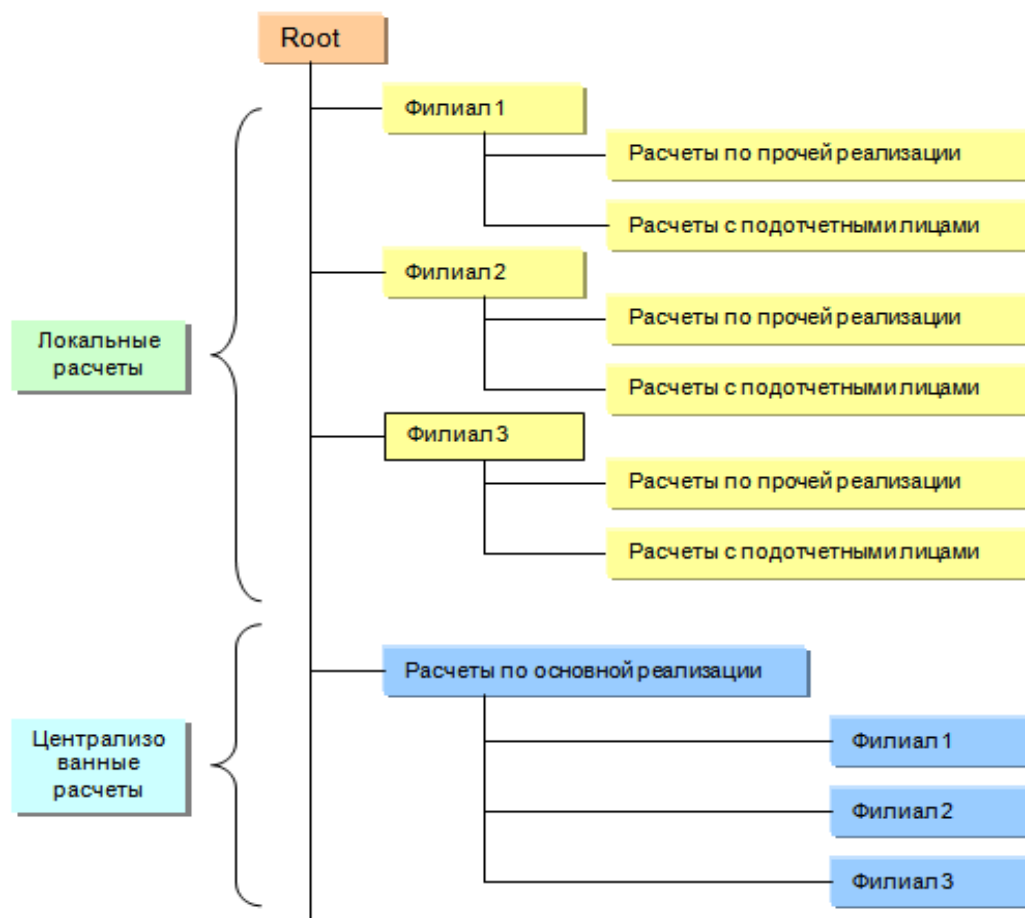 Root
Филиал 1
Расчеты по прочей реализации
Расчеты с подотчетными лицами
Филиал 2
Расчеты по прочей реализации
Локальные
расчеты
Расчеты с подотчетными лицами
Филиал 3
Расчеты по прочей реализации
Расчеты с подотчетными лицами
Расчеты по основной реализации
Централизо
ванные
расчеты
Филиал 1
Филиал 2
Филиал 3